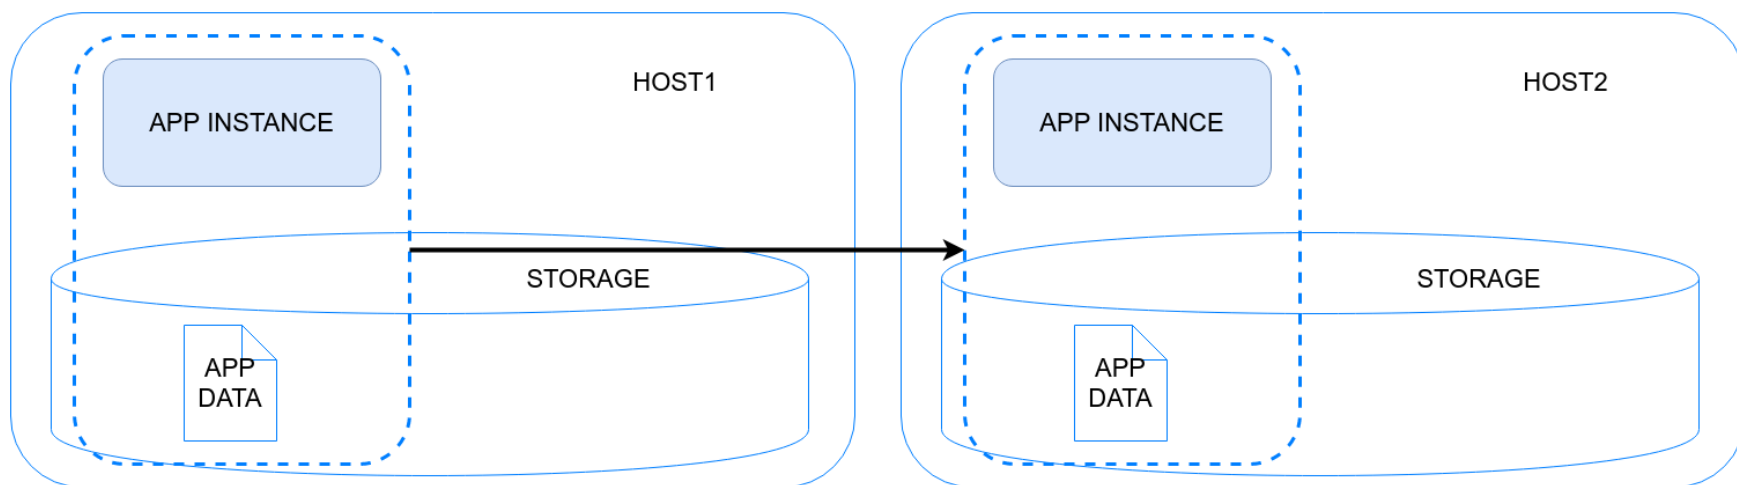 HOST1
APP INSTANCE
STORAGE
APP
DATA
HOST2
APP INSTANCE
STORAGE
APP
DATA